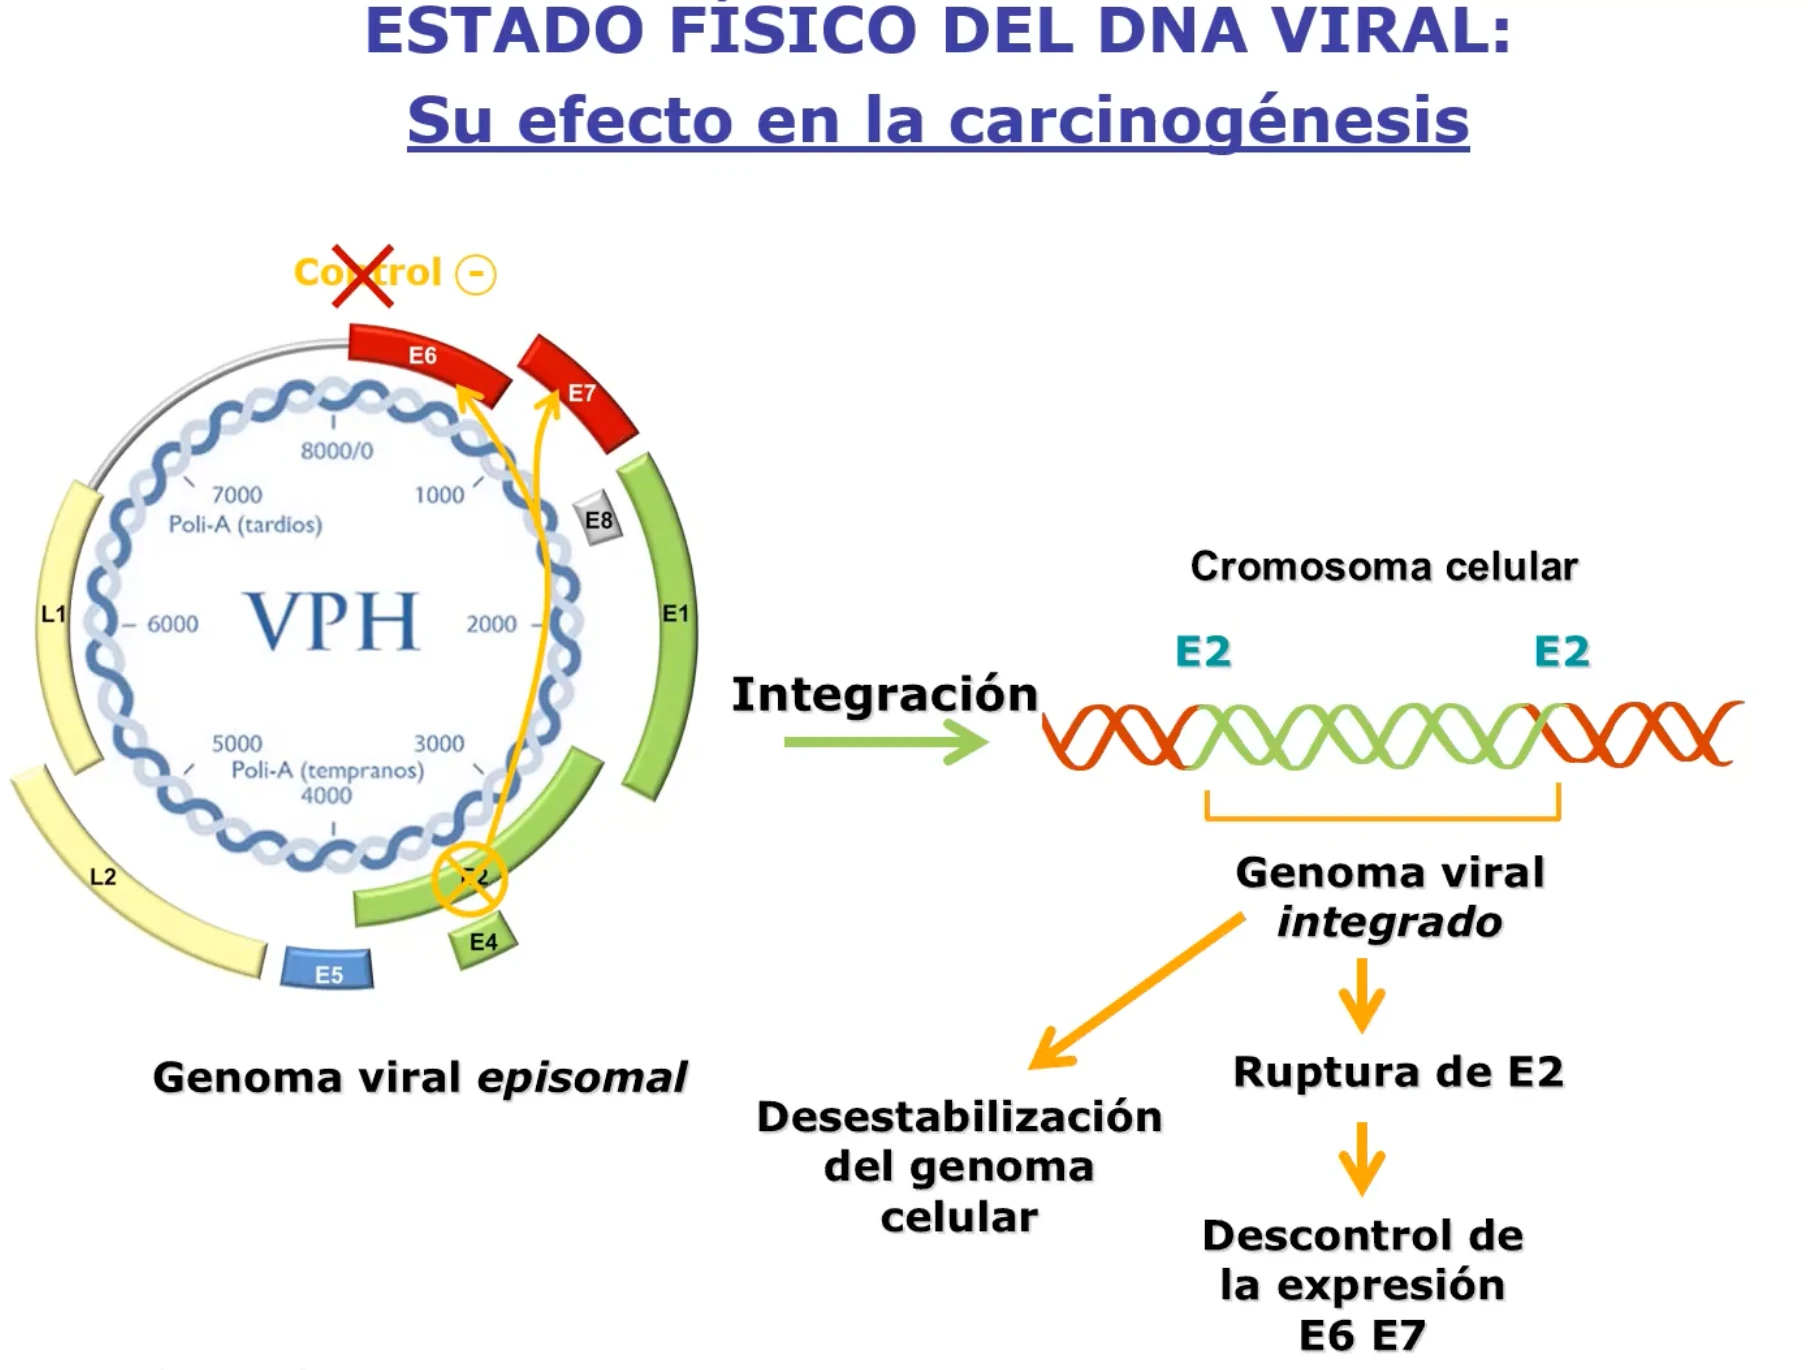 ESTADO FÍSICO DEL DNA VIRAL:
Su efecto en la carcinogénesis
Control -
E6
E7
8000/0
7000
1000
Poli-A (tardíos)
E8
L1
6000
VPH
2000
E1
5000
3000
Poli-A (tempranos)
4000
L2
E2
E4
E5
Genoma viral episomal
Integración
Cromosoma celular
E2
E2
Genoma viral
integrado
Ruptura de E2
Desestabilización
del genoma
celular
Descontrol de
la expresión
E6 E7